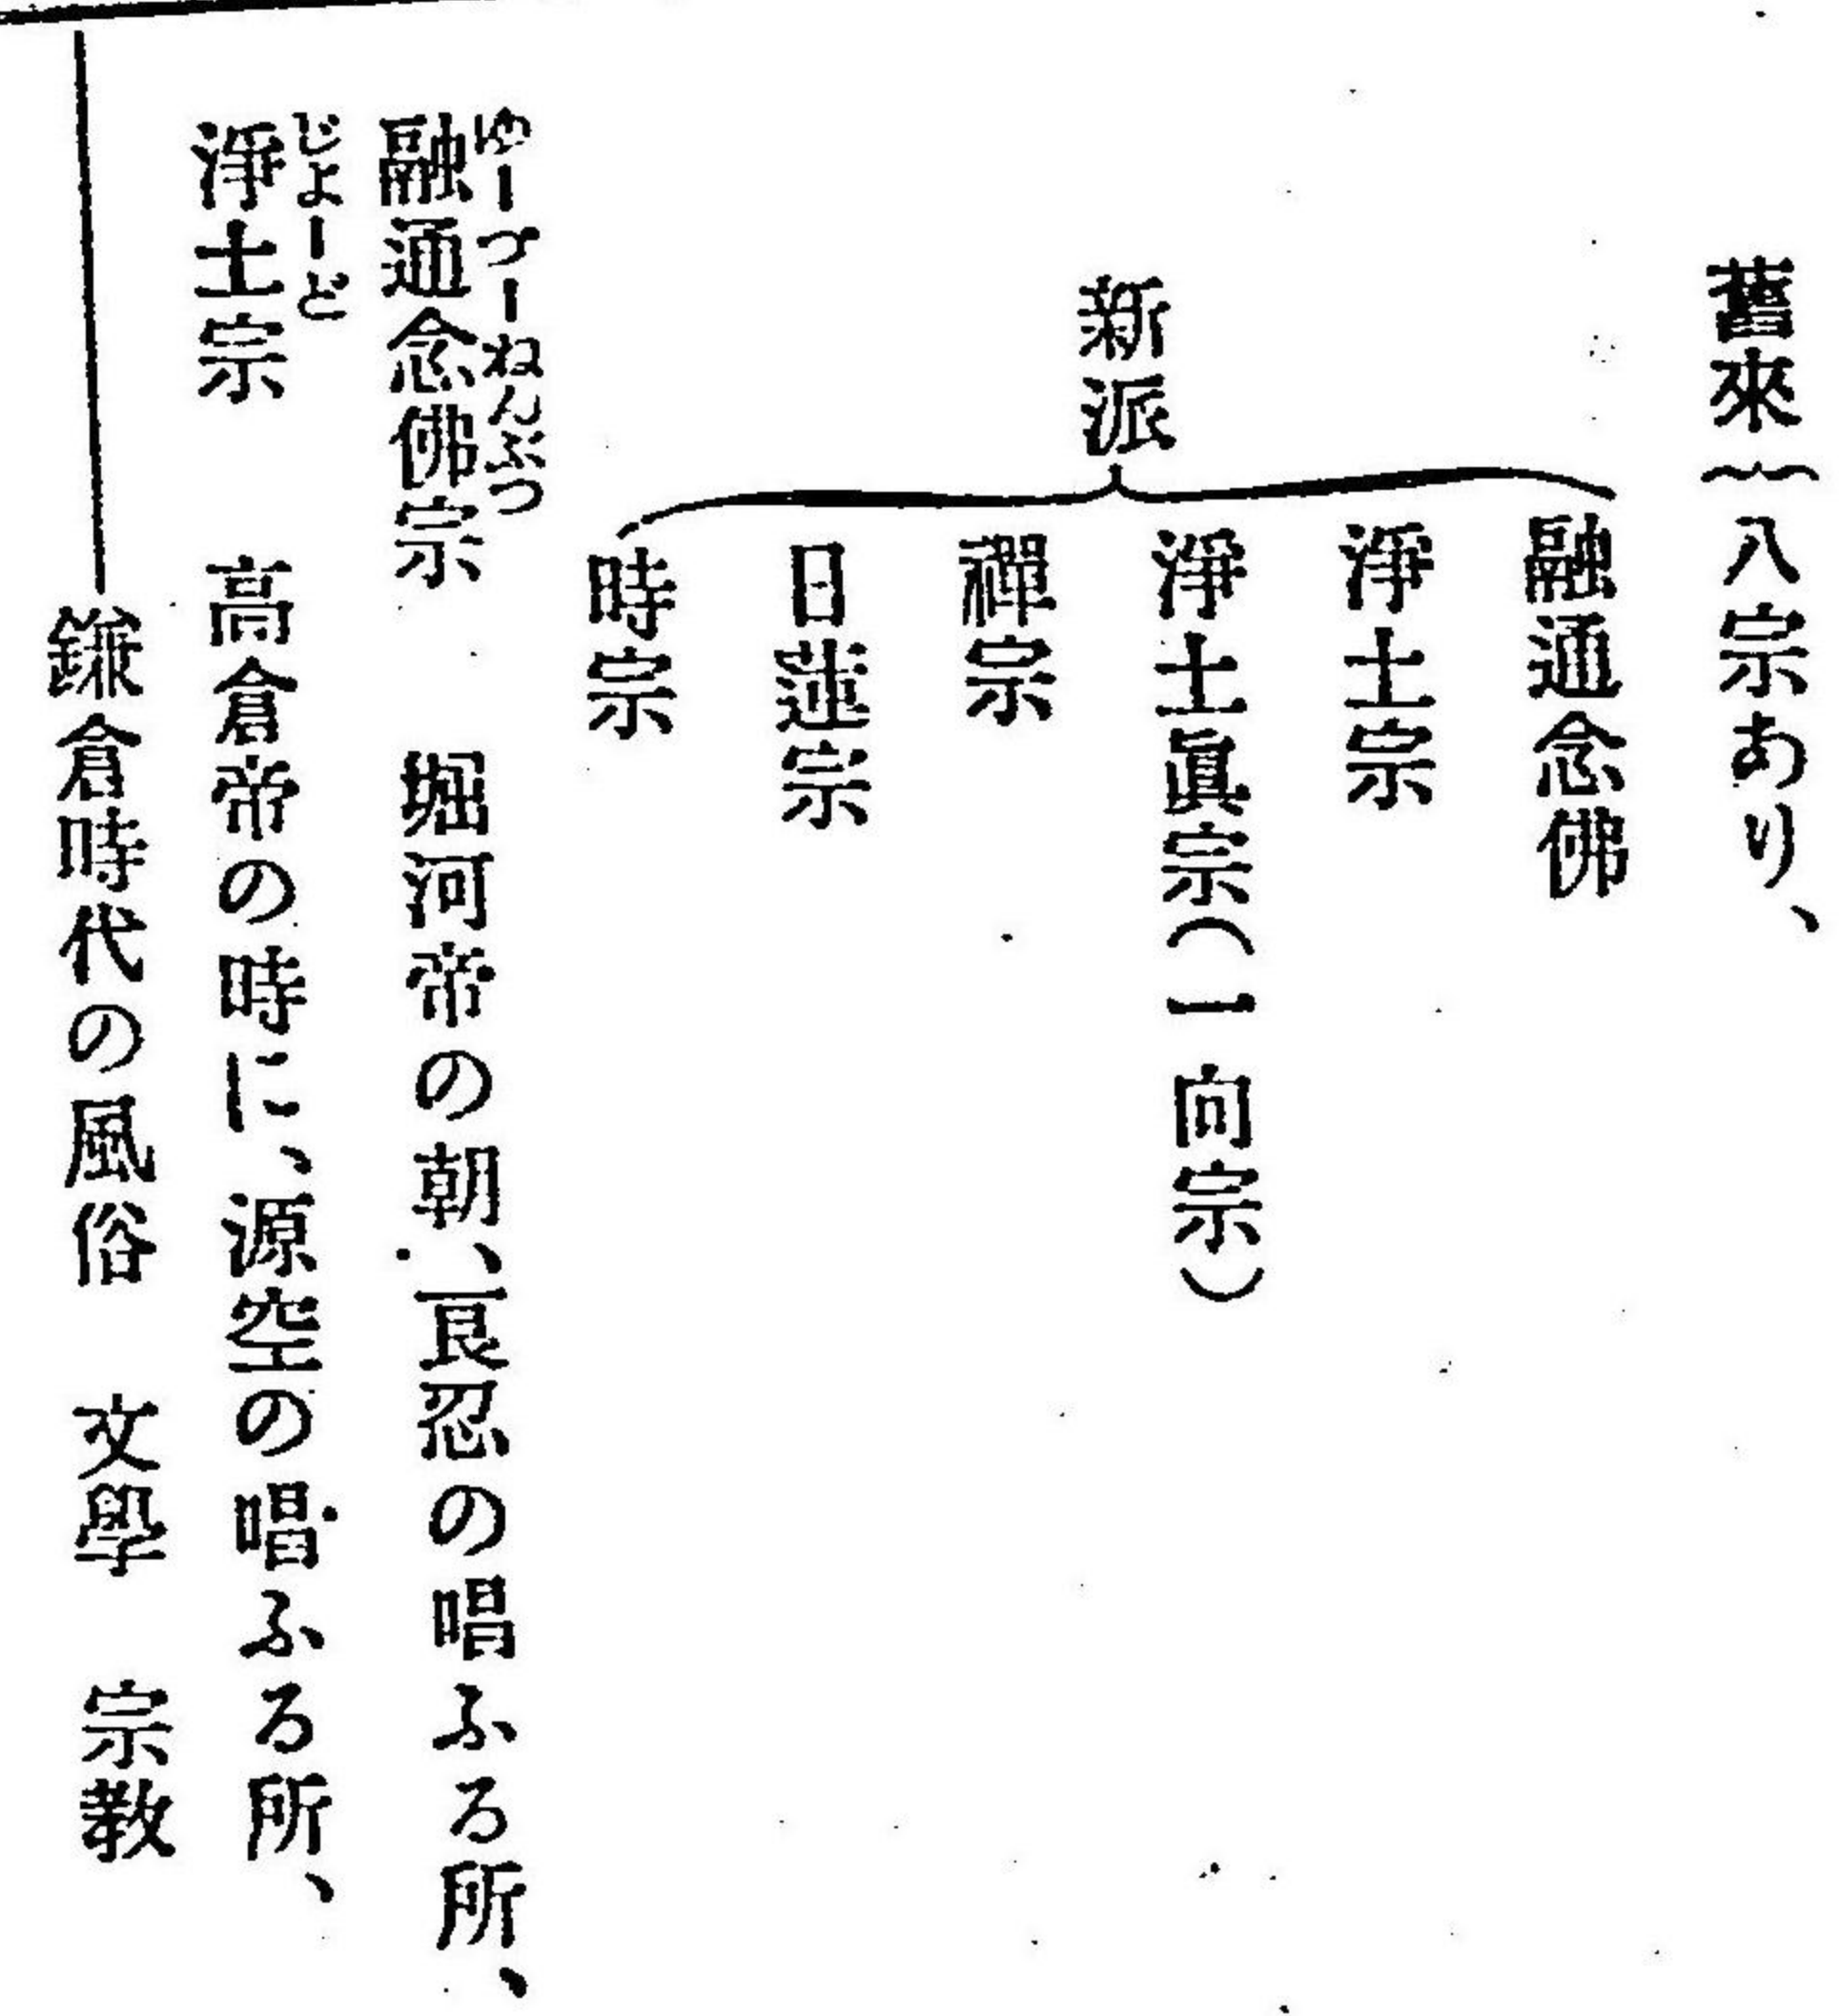 舊來 八宗あり、
新派
融通念佛
淨土宗
淨土眞宗(一向宗)
禪宗
日蓮宗
時宗
ゆーづーねんぶつ
融通念佛宗 堀河帝の朝、良忍の唱ふる所、
じよーど
淨土宗 高倉帝の時に、源空の唱ふる所、
鎌倉時代の風俗 文學 宗教